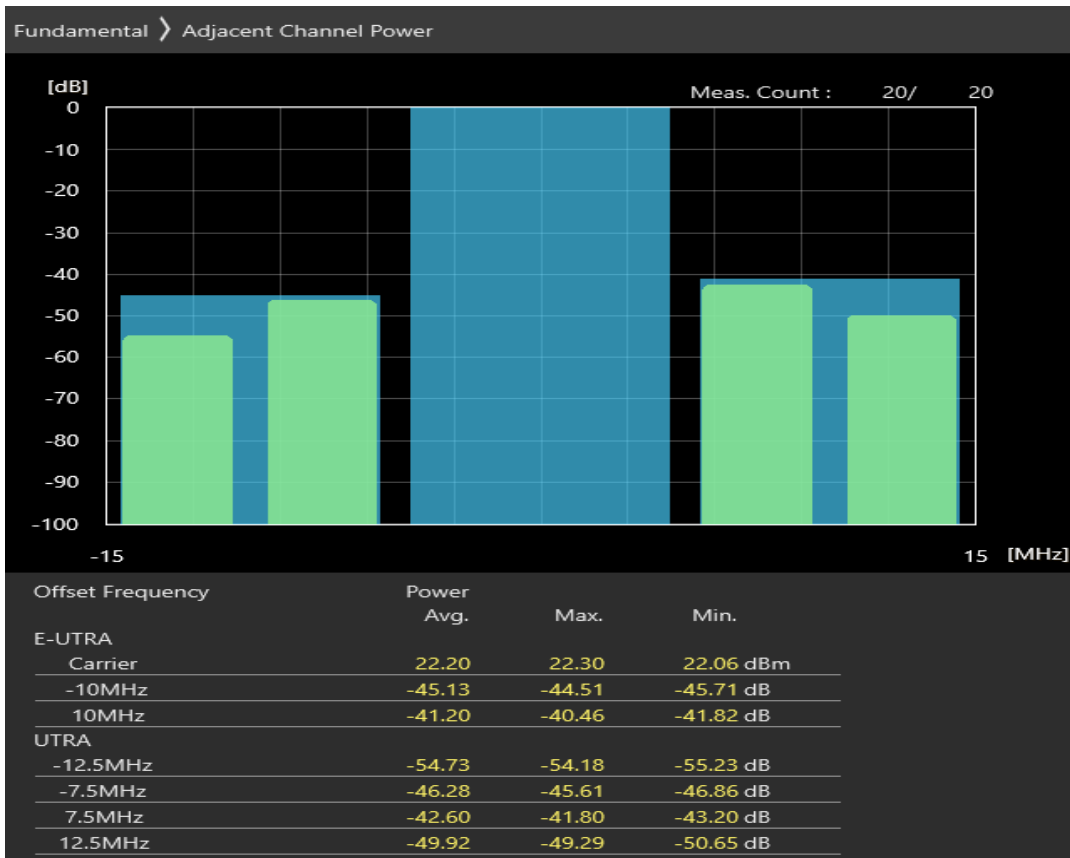 Fundamental 〉 Adjacent Channel Power
[dB]
Meas. Count : 20/ 20
0
-10
-20
-30
-40
-50
-60
-70
-80
-90
-100
-15 15 [MHz]
Offset Frequency Power
Avg. Max. Min.
E-UTRA
Carrier 22.20 22.30 22.06 dBm
-10MHz -45.13 -44.51 -45.71 dB
10MHz -41.20 -40.46 -41.82 dB
UTRA
-12.5MHz -54.73 -54.18 -55.23 dB
-7.5MHz -46.28 -45.61 -46.86 dB
7.5MHz -42.60 -41.80 -43.20 dB
12.5MHz -49.92 -49.29 -50.65 dB